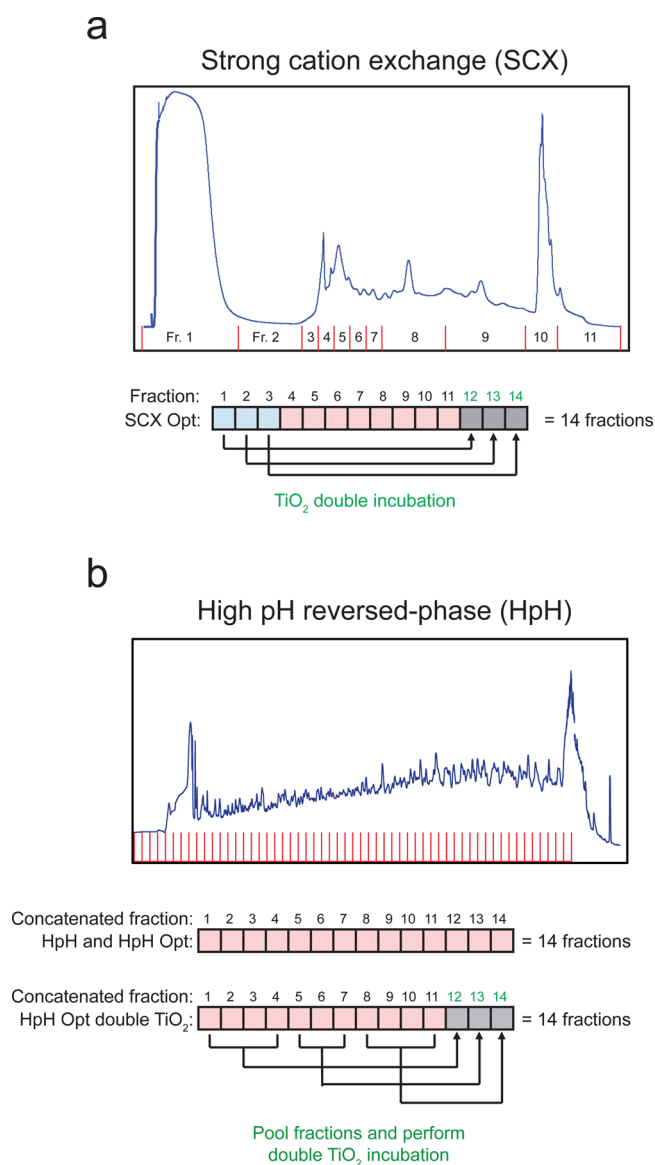 a
Strong cation exchange (SCX)
Fr. 1 Fr. 2 3 4 5 6 7 8 9 10 11
Fraction: 1 2 3 4 5 6 7 8 9 10 11 12 13 14
SCX Opt: = 14 fractions
TiO₂ double incubation
b
High pH reversed-phase (HpH)
Concatenated fraction: 1 2 3 4 5 6 7 8 9 10 11 12 13 14
HpH and HpH Opt: = 14 fractions
Concatenated fraction: 1 2 3 4 5 6 7 8 9 10 11 12 13 14
HpH Opt double TiO₂: = 14 fractions
Pool fractions and perform
double TiO₂ incubation